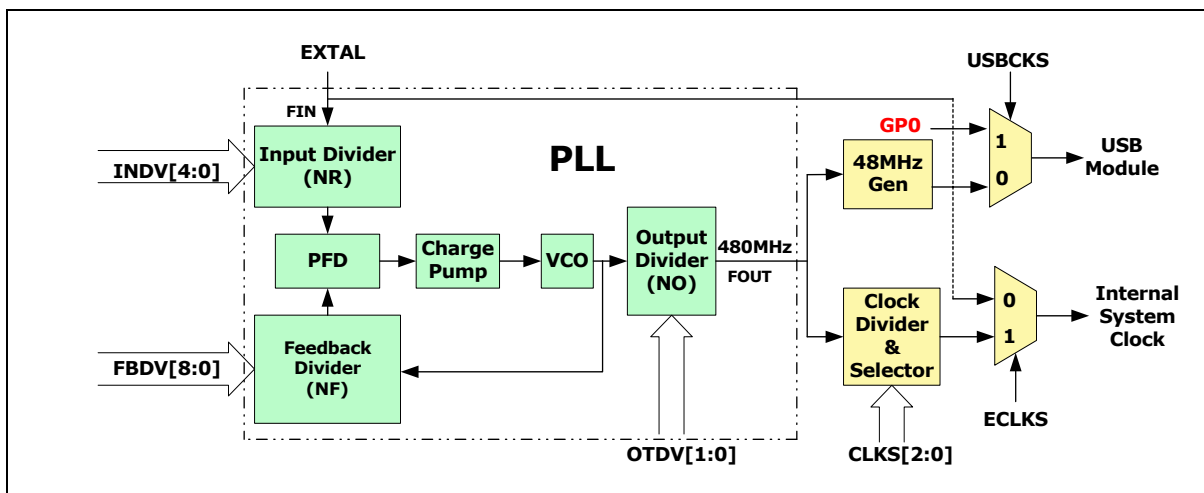 EXTAL
USBCKS
FIN
GP0
Input Divider
(NR)
PLL
48MHz
Gen
1
0
USB
Module
INDV[4:0]
PFD
Charge
Pump
VCO
Output
Divider
(NO)
480MHz
FOUT
Clock
Divider
&
Selector
0
1
Internal
System
Clock
Feedback
Divider
(NF)
FBDV[8:0]
ECLKS
OTDV[1:0]
CLKS[2:0]